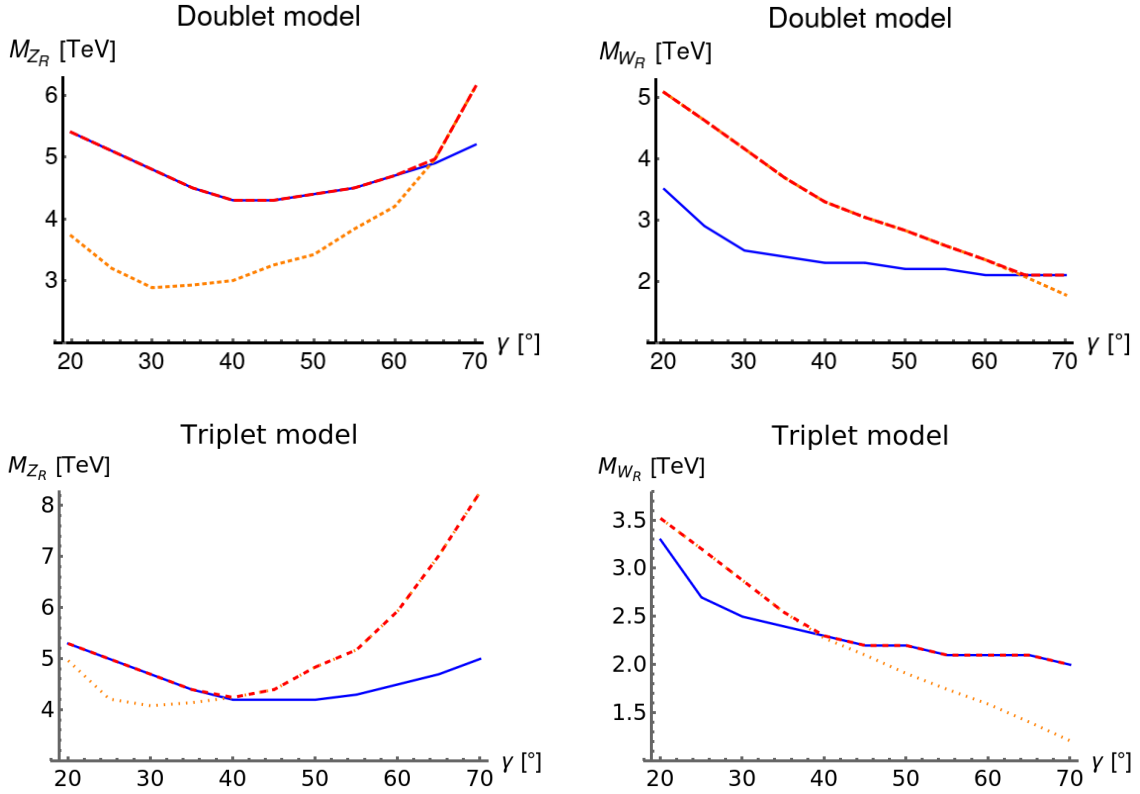 Doublet model
M_{Z_R} [TeV]
6
5
4
3
20 30 40 50 60 70
γ [°]
Doublet model
M_{W_R} [TeV]
5
4
3
2
20 30 40 50 60 70
γ [°]
Triplet model
M_{Z_R} [TeV]
8
7
6
5
4
20 30 40 50 60 70
γ [°]
Triplet model
M_{W_R} [TeV]
3.5
3.0
2.5
2.0
1.5
20 30 40 50 60 70
γ [°]